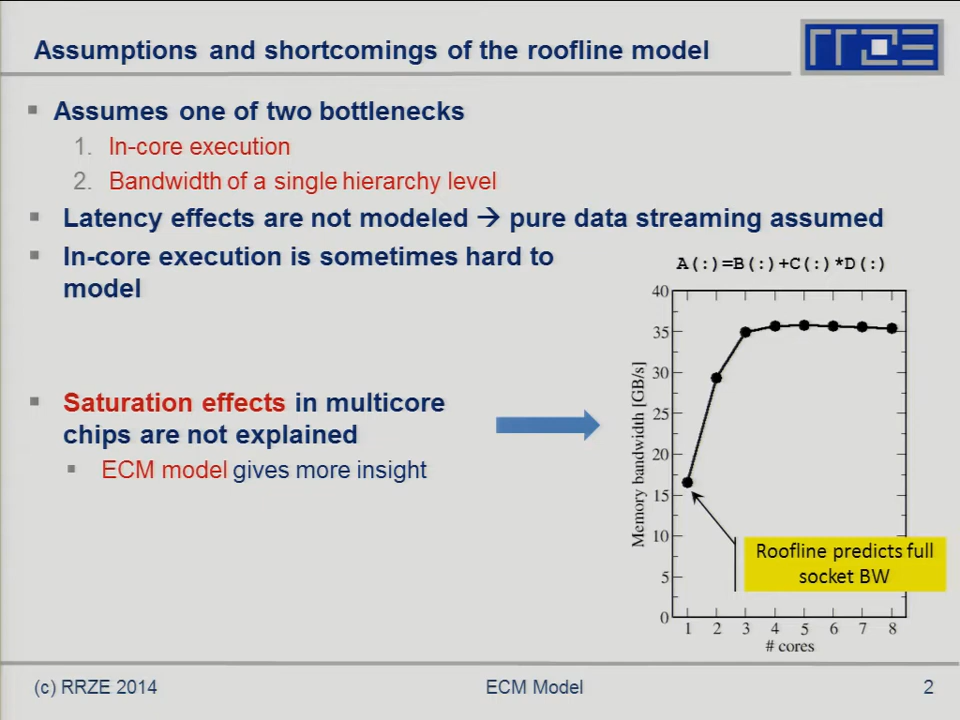 Assumptions and shortcomings of the roofline model
RRZE
Assumes one of two bottlenecks
1. In-core execution
2. Bandwidth of a single hierarchy level
Latency effects are not modeled → pure data streaming assumed
In-core execution is sometimes hard to
model
A(:)=B(:)+C(:)*D(:)
40
35
30
25
20
15
10
5
0
Memory bandwidth [GB/s]
1 2 3 4 5 6 7 8
# cores
Roofline predicts full
socket BW
Saturation effects in multicore
chips are not explained
ECM model gives more insight
(c) RRZE 2014
ECM Model
2